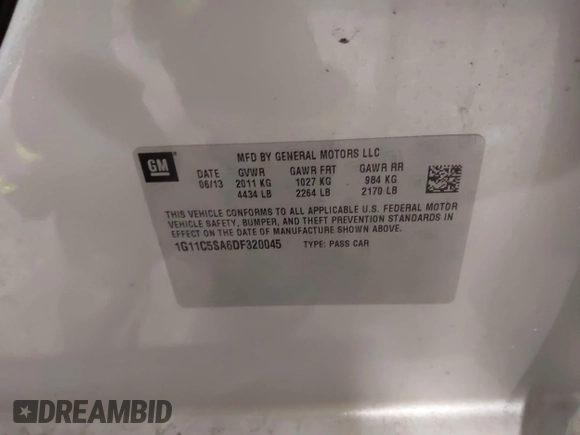 GM
MFD BY GENERAL MOTORS LLC
DATE GVWR GAWR FRT GAWR RR
06/13 2011 KG 1027 KG 984 KG
4434 LB 2264 LB 2170 LB
THIS VEHICLE CONFORMS TO ALL APPLICABLE U.S. FEDERAL MOTOR
VEHICLE SAFETY, BUMPER, AND THEFT PREVENTION STANDARDS IN
EFFECT ON THE DATE OF MANUFACTURE SHOWN ABOVE.
1G11C5SA6DF320045 TYPE: PASS CAR
DREAMBID